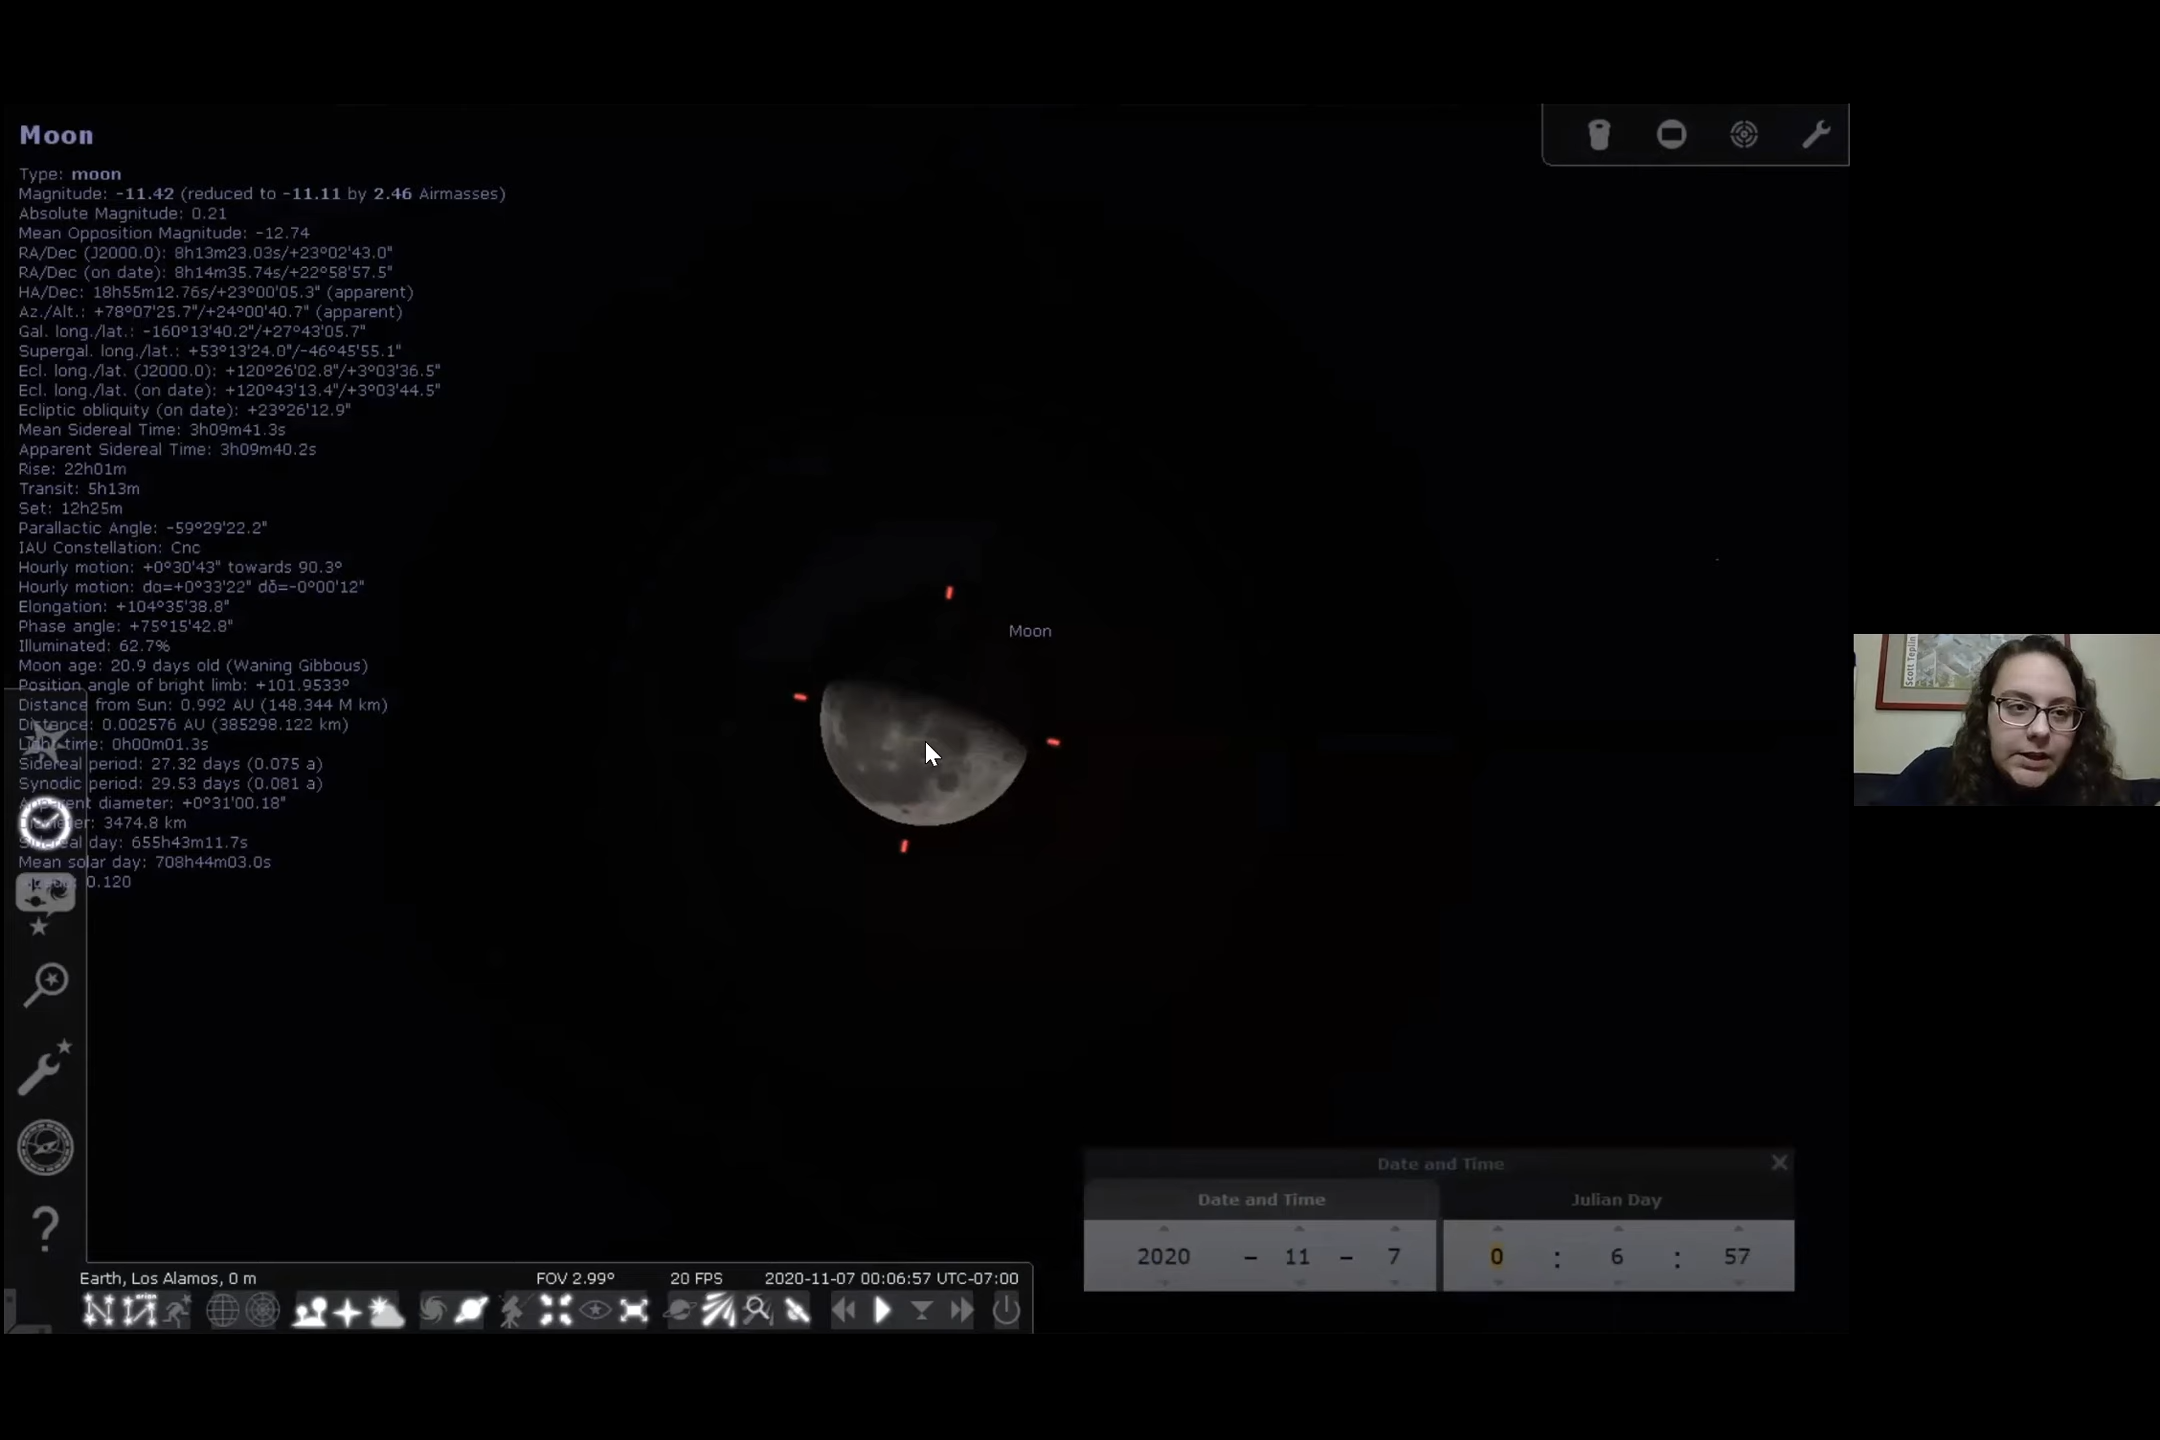 Moon
Type: moon
Magnitude: -11.42 (reduced to -11.11 by 2.46 Airmasses)
Absolute Magnitude: 0.21
Mean Opposition Magnitude: -12.74
RA/Dec (J2000.0): 8h13m23.03s/+23°02'43.0"
RA/Dec (on date): 8h14m35.74s/+22°58'57.5"
HA/Dec: 18h55m12.76s/+23°00'05.3" (apparent)
Az./Alt.: +78°07'25.7"/+24°00'40.7" (apparent)
Gal. long./lat.: -160°13'40.2"/+27°43'05.7"
Supergal. long./lat.: +53°13'24.0"/-46°45'55.1"
Ecl. long./lat. (J2000.0): +120°26'02.8"/+3°03'36.5"
Ecl. long./lat. (on date): +120°43'13.4"/+3°03'44.5"
Ecliptic obliquity (on date): +23°26'12.9"
Mean Sidereal Time: 3h09m41.3s
Apparent Sidereal Time: 3h09m40.2s
Rise: 22h01m
Transit: 5h13m
Set: 12h25m
Parallactic Angle: -59°29'22.2"
IAU Constellation: Cnc
Hourly motion: +0°30'43" towards 90.3°
Hourly motion: dα=+0°33'22" dδ=-0°00'12"
Elongation: +104°35'38.8"
Phase angle: +75°15'42.8"
Illuminated: 62.7%
Moon age: 20.9 days old (Waning Gibbous)
Position angle of bright limb: +101.9533°
Distance from Sun: 0.992 AU (148.344 M km)
Distance: 0.002576 AU (385298.122 km)
Light time: 0h00m01.3s
Sidereal period: 27.32 days (0.075 a)
Synodic period: 29.53 days (0.081 a)
Apparent diameter: +0°31'00.18"
Diameter: 3474.8 km
Sidereal day: 655h43m11.7s
Mean solar day: 708h44m03.0s
0.120
Moon
Scott Teplin
Date and Time
Date and Time Julian Day
2020 - 11 - 7 0 : 6 : 57
Earth, Los Alamos, 0 m FOV 2.99° 20 FPS 2020-11-07 00:06:57 UTC-07:00